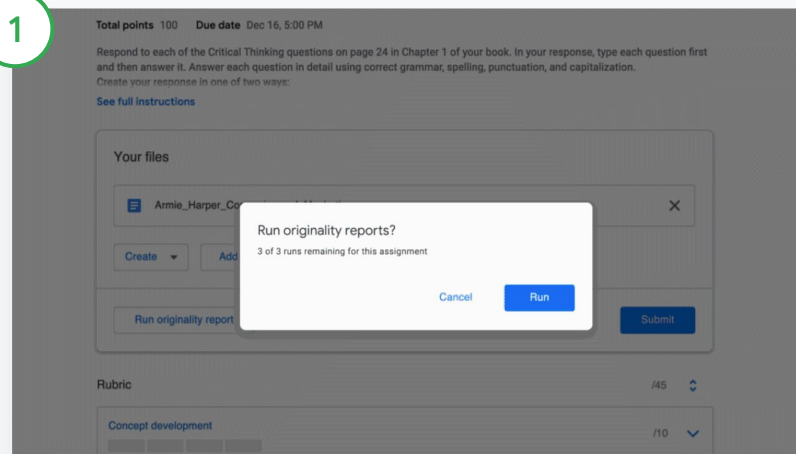 1
Total points 100 Due date Dec 16, 5:00 PM
Respond to each of the Critical Thinking questions on page 24 in Chapter 1 of your book. In your response, type each question first
and then answer it. Answer each question in detail using correct grammar, spelling, punctuation, and capitalization.
Create your response in one of two ways:
See full instructions
Your files
Armie_Harper_Co
Run originality reports?
3 of 3 runs remaining for this assignment
Create
Add
Cancel
Run
Run originality report
Submit
Rubric
/45
Concept development
/10